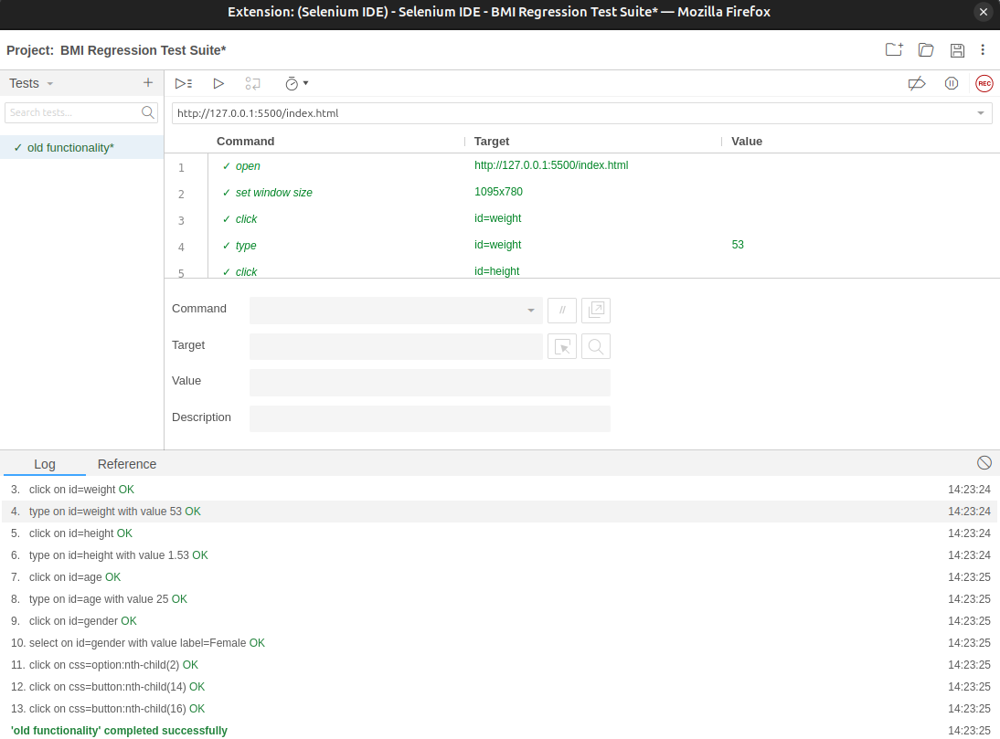 Extension: (Selenium IDE) - Selenium IDE - BMI Regression Test Suite* — Mozilla Firefox
Project: BMI Regression Test Suite*
Tests
REC
Search tests...
http://127.0.0.1:5500/index.html
Command Target Value
✓ old functionality*
1 ✓ open http://127.0.0.1:5500/index.html
2 ✓ set window size 1095x780
3 ✓ click id=weight
4 ✓ type id=weight 53
5 ✓ click id=height
Command //
Target
Value
Description
Log Reference
3. click on id=weight OK 14:23:24
4. type on id=weight with value 53 OK 14:23:24
5. click on id=height OK 14:23:24
6. type on id=height with value 1.53 OK 14:23:24
7. click on id=age OK 14:23:25
8. type on id=age with value 25 OK 14:23:25
9. click on id=gender OK 14:23:25
10. select on id=gender with value label=Female OK 14:23:25
11. click on css=option:nth-child(2) OK 14:23:25
12. click on css=button:nth-child(14) OK 14:23:25
13. click on css=button:nth-child(16) OK 14:23:25
'old functionality' completed successfully 14:23:25